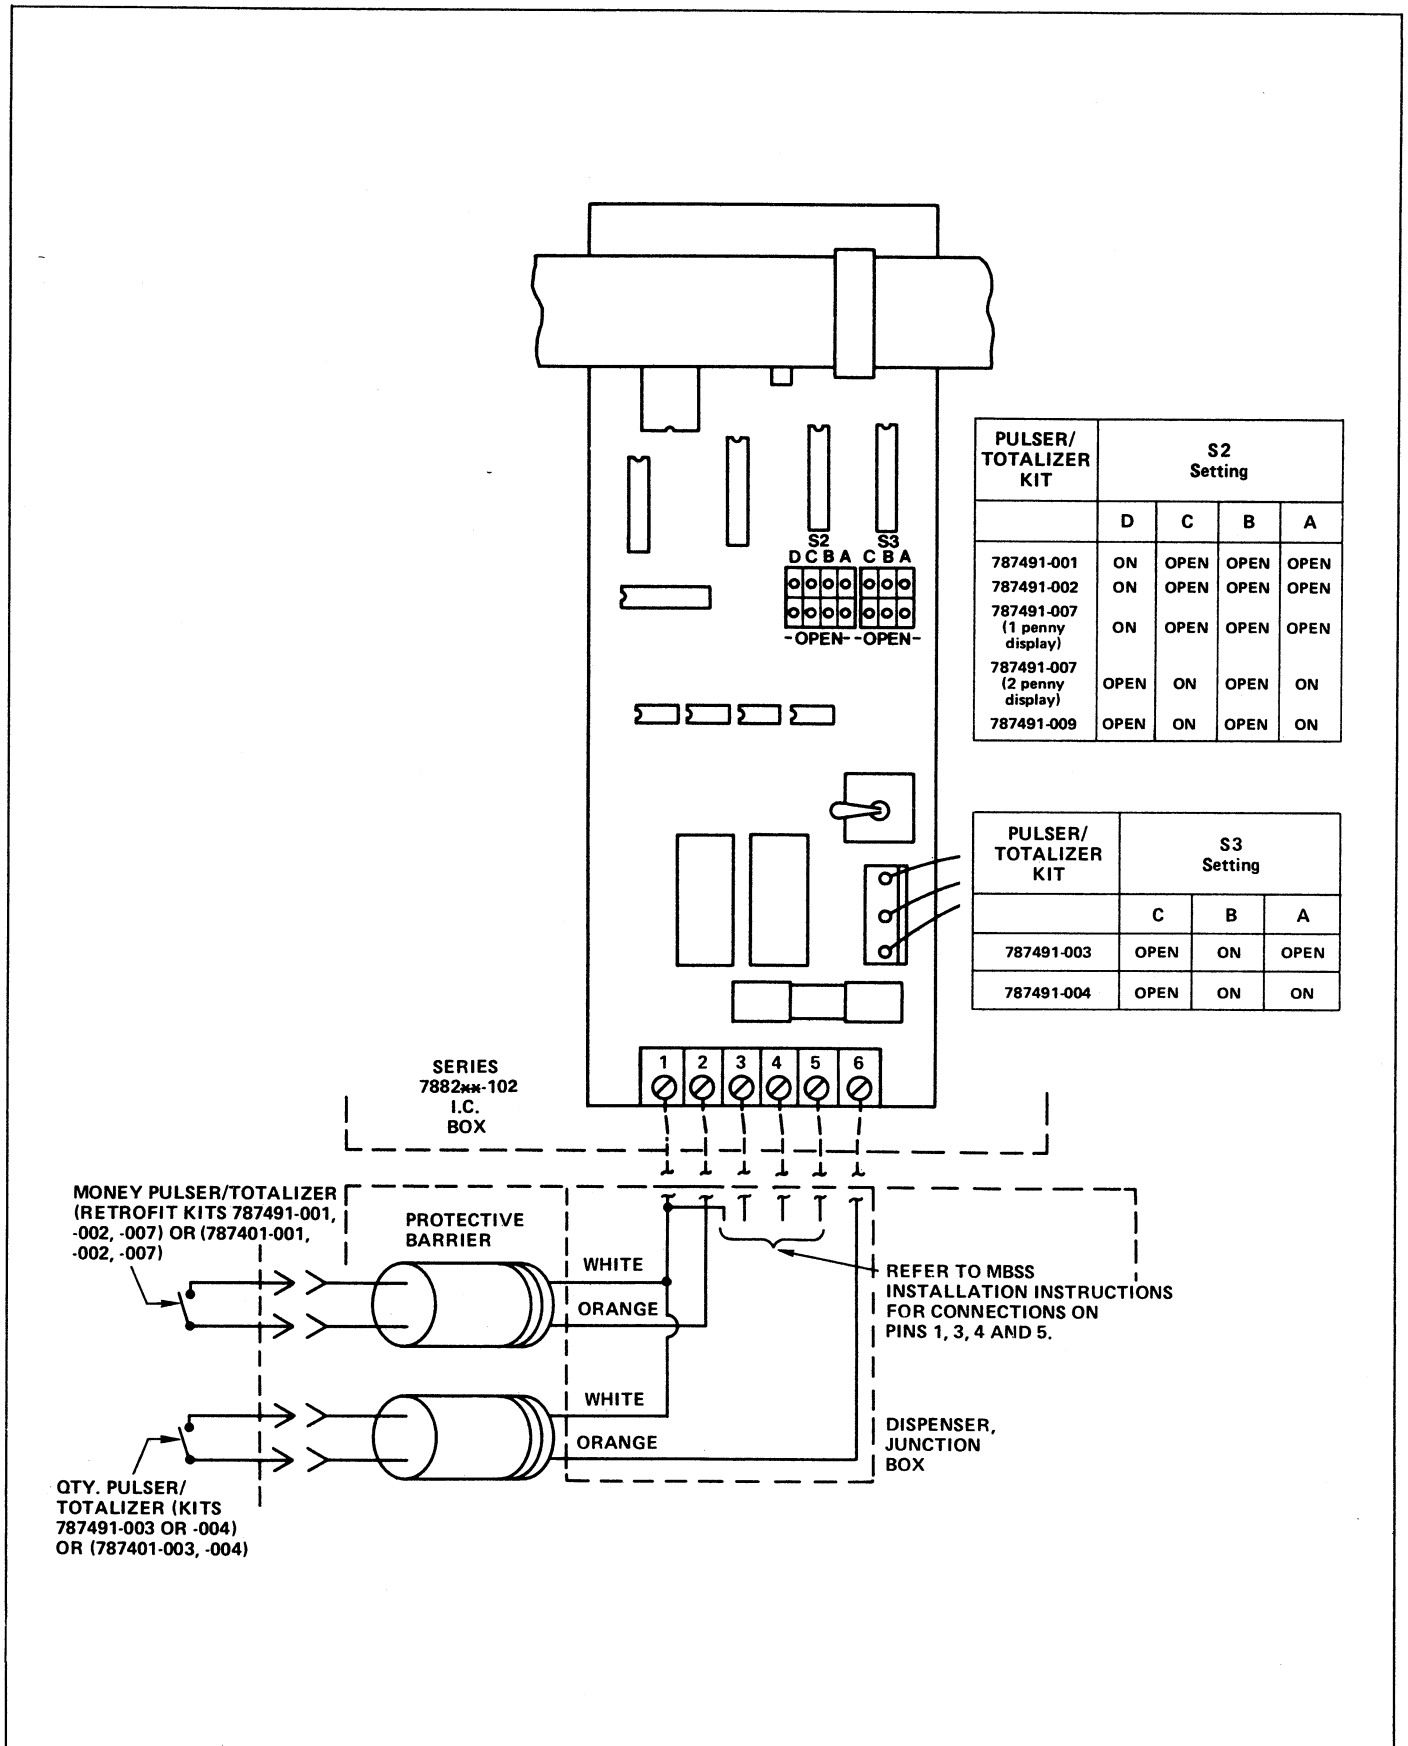 S2 S3
D C B A C B A
-OPEN- -OPEN-
PULSER/
TOTALIZER
KIT
S2
Setting
D C B A
787491-001 ON OPEN OPEN OPEN
787491-002 ON OPEN OPEN OPEN
787491-007
(1 penny
display)
ON OPEN OPEN OPEN
787491-007
(2 penny
display)
OPEN ON OPEN ON
787491-009 OPEN ON OPEN ON
PULSER/
TOTALIZER
KIT
S3
Setting
C B A
787491-003 OPEN ON OPEN
787491-004 OPEN ON ON
1 2 3 4 5 6
SERIES
7882xx-102
I.C.
BOX
MONEY PULSER/TOTALIZER
(RETROFIT KITS 787491-001,
-002, -007) OR (787401-001,
-002, -007)
PROTECTIVE
BARRIER
WHITE
ORANGE
REFER TO MBSS
INSTALLATION INSTRUCTIONS
FOR CONNECTIONS ON
PINS 1, 3, 4 AND 5.
WHITE
ORANGE
DISPENSER,
JUNCTION
BOX
QTY. PULSER/
TOTALIZER (KITS
787491-003 OR -004)
OR (787401-003, -004)